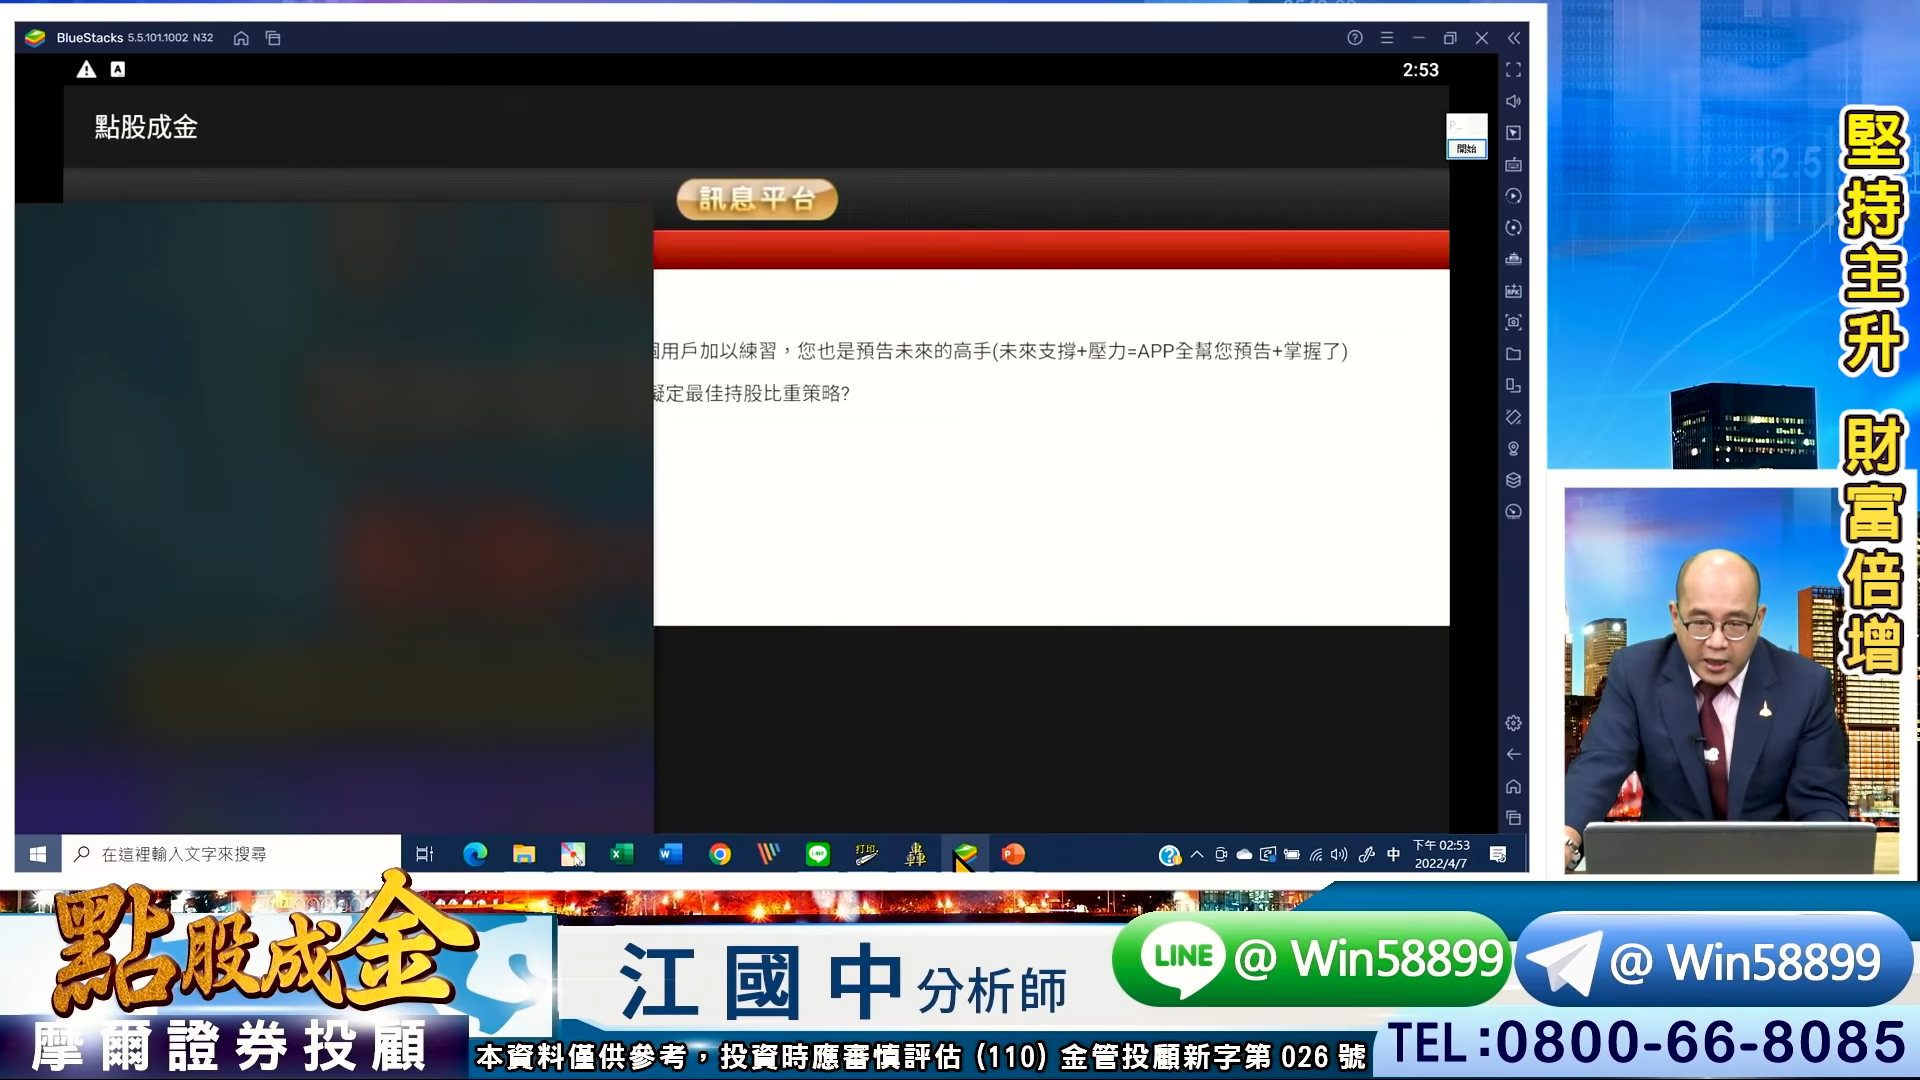 BlueStacks 5.5.101.1002 N32
2:53
點股成金
開始
訊息平台
用戶加以練習，您也是預告未來的高手(未來支撐+壓力=APP全幫您預告+掌握了)
擬定最佳持股比重策略?
堅持主升 財富倍增
在這裡輸入文字來搜尋
打印
中
下午 02:53
2022/4/7
點股成金
摩爾證券投顧
江國中 分析師
LINE @ Win58899
@ Win58899
TEL:0800-66-8085
本資料僅供參考，投資時應審慎評估 (110) 金管投顧新字第 026 號